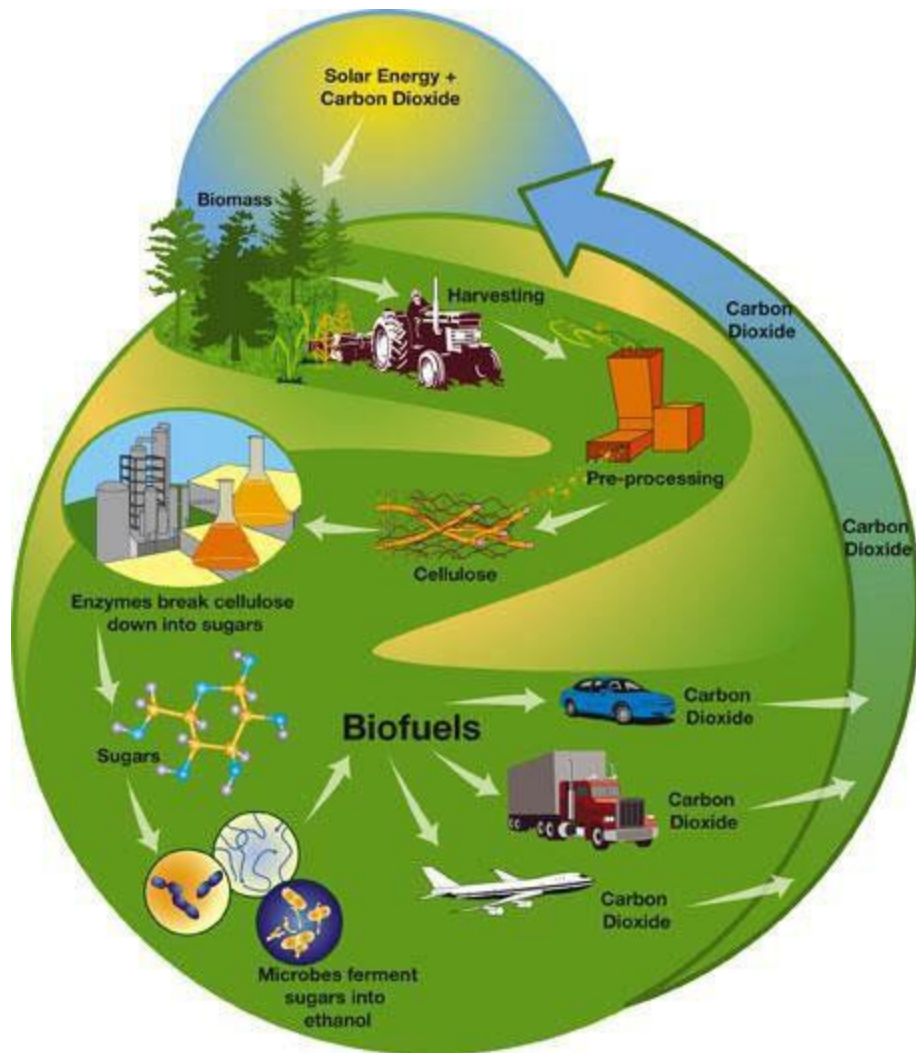 Solar Energy +
Carbon Dioxide
Biomass
Harvesting
Carbon
Dioxide
Pre-processing
Carbon
Dioxide
Cellulose
Enzymes break cellulose
down into sugars
Carbon
Dioxide
Biofuels
Sugars
Carbon
Dioxide
Carbon
Dioxide
Microbes ferment
sugars into
ethanol